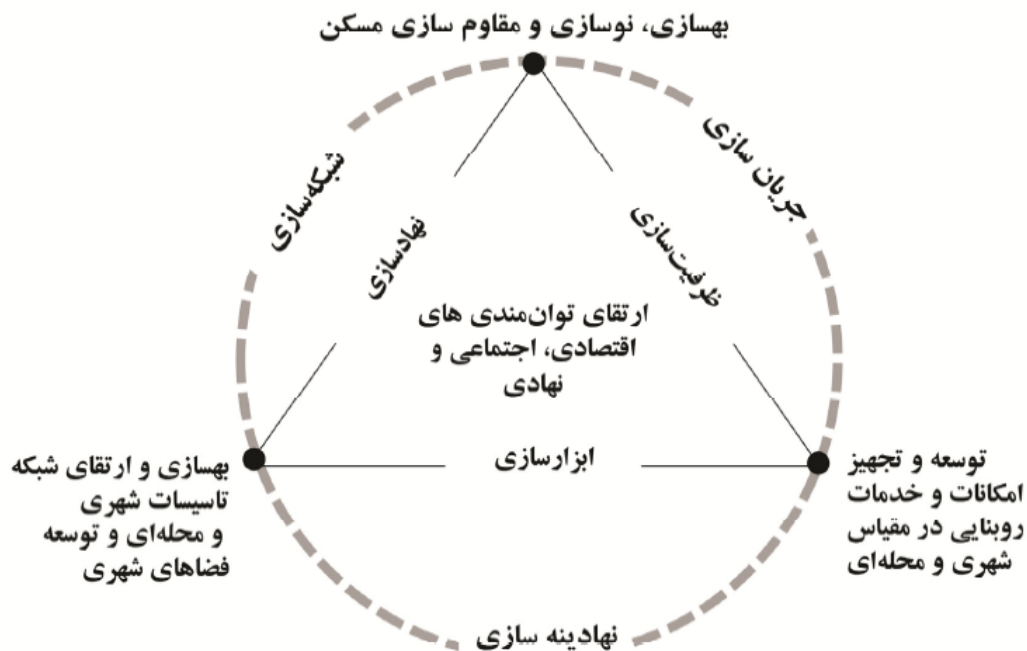 بهسازی، نوسازی و مقاوم سازی مسکن
جریان سازی
شبکه‌سازی
ظرفیت‌سازی
نهادسازی
ارتقای توان‌مندی های
اقتصادی، اجتماعی و
نهادی
ابزارسازی
توسعه و تجهیز
امکانات و خدمات
روبنایی در مقیاس
شهری و محله‌ای
بهسازی و ارتقای شبکه
تاسیسات شهری
و محله‌ای و توسعه
فضاهای شهری
نهادینه سازی